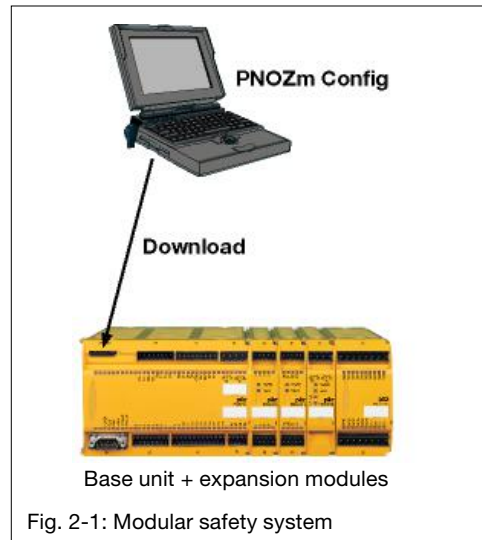 PNOZm Config
Download
Base unit + expansion modules
Fig. 2-1: Modular safety system